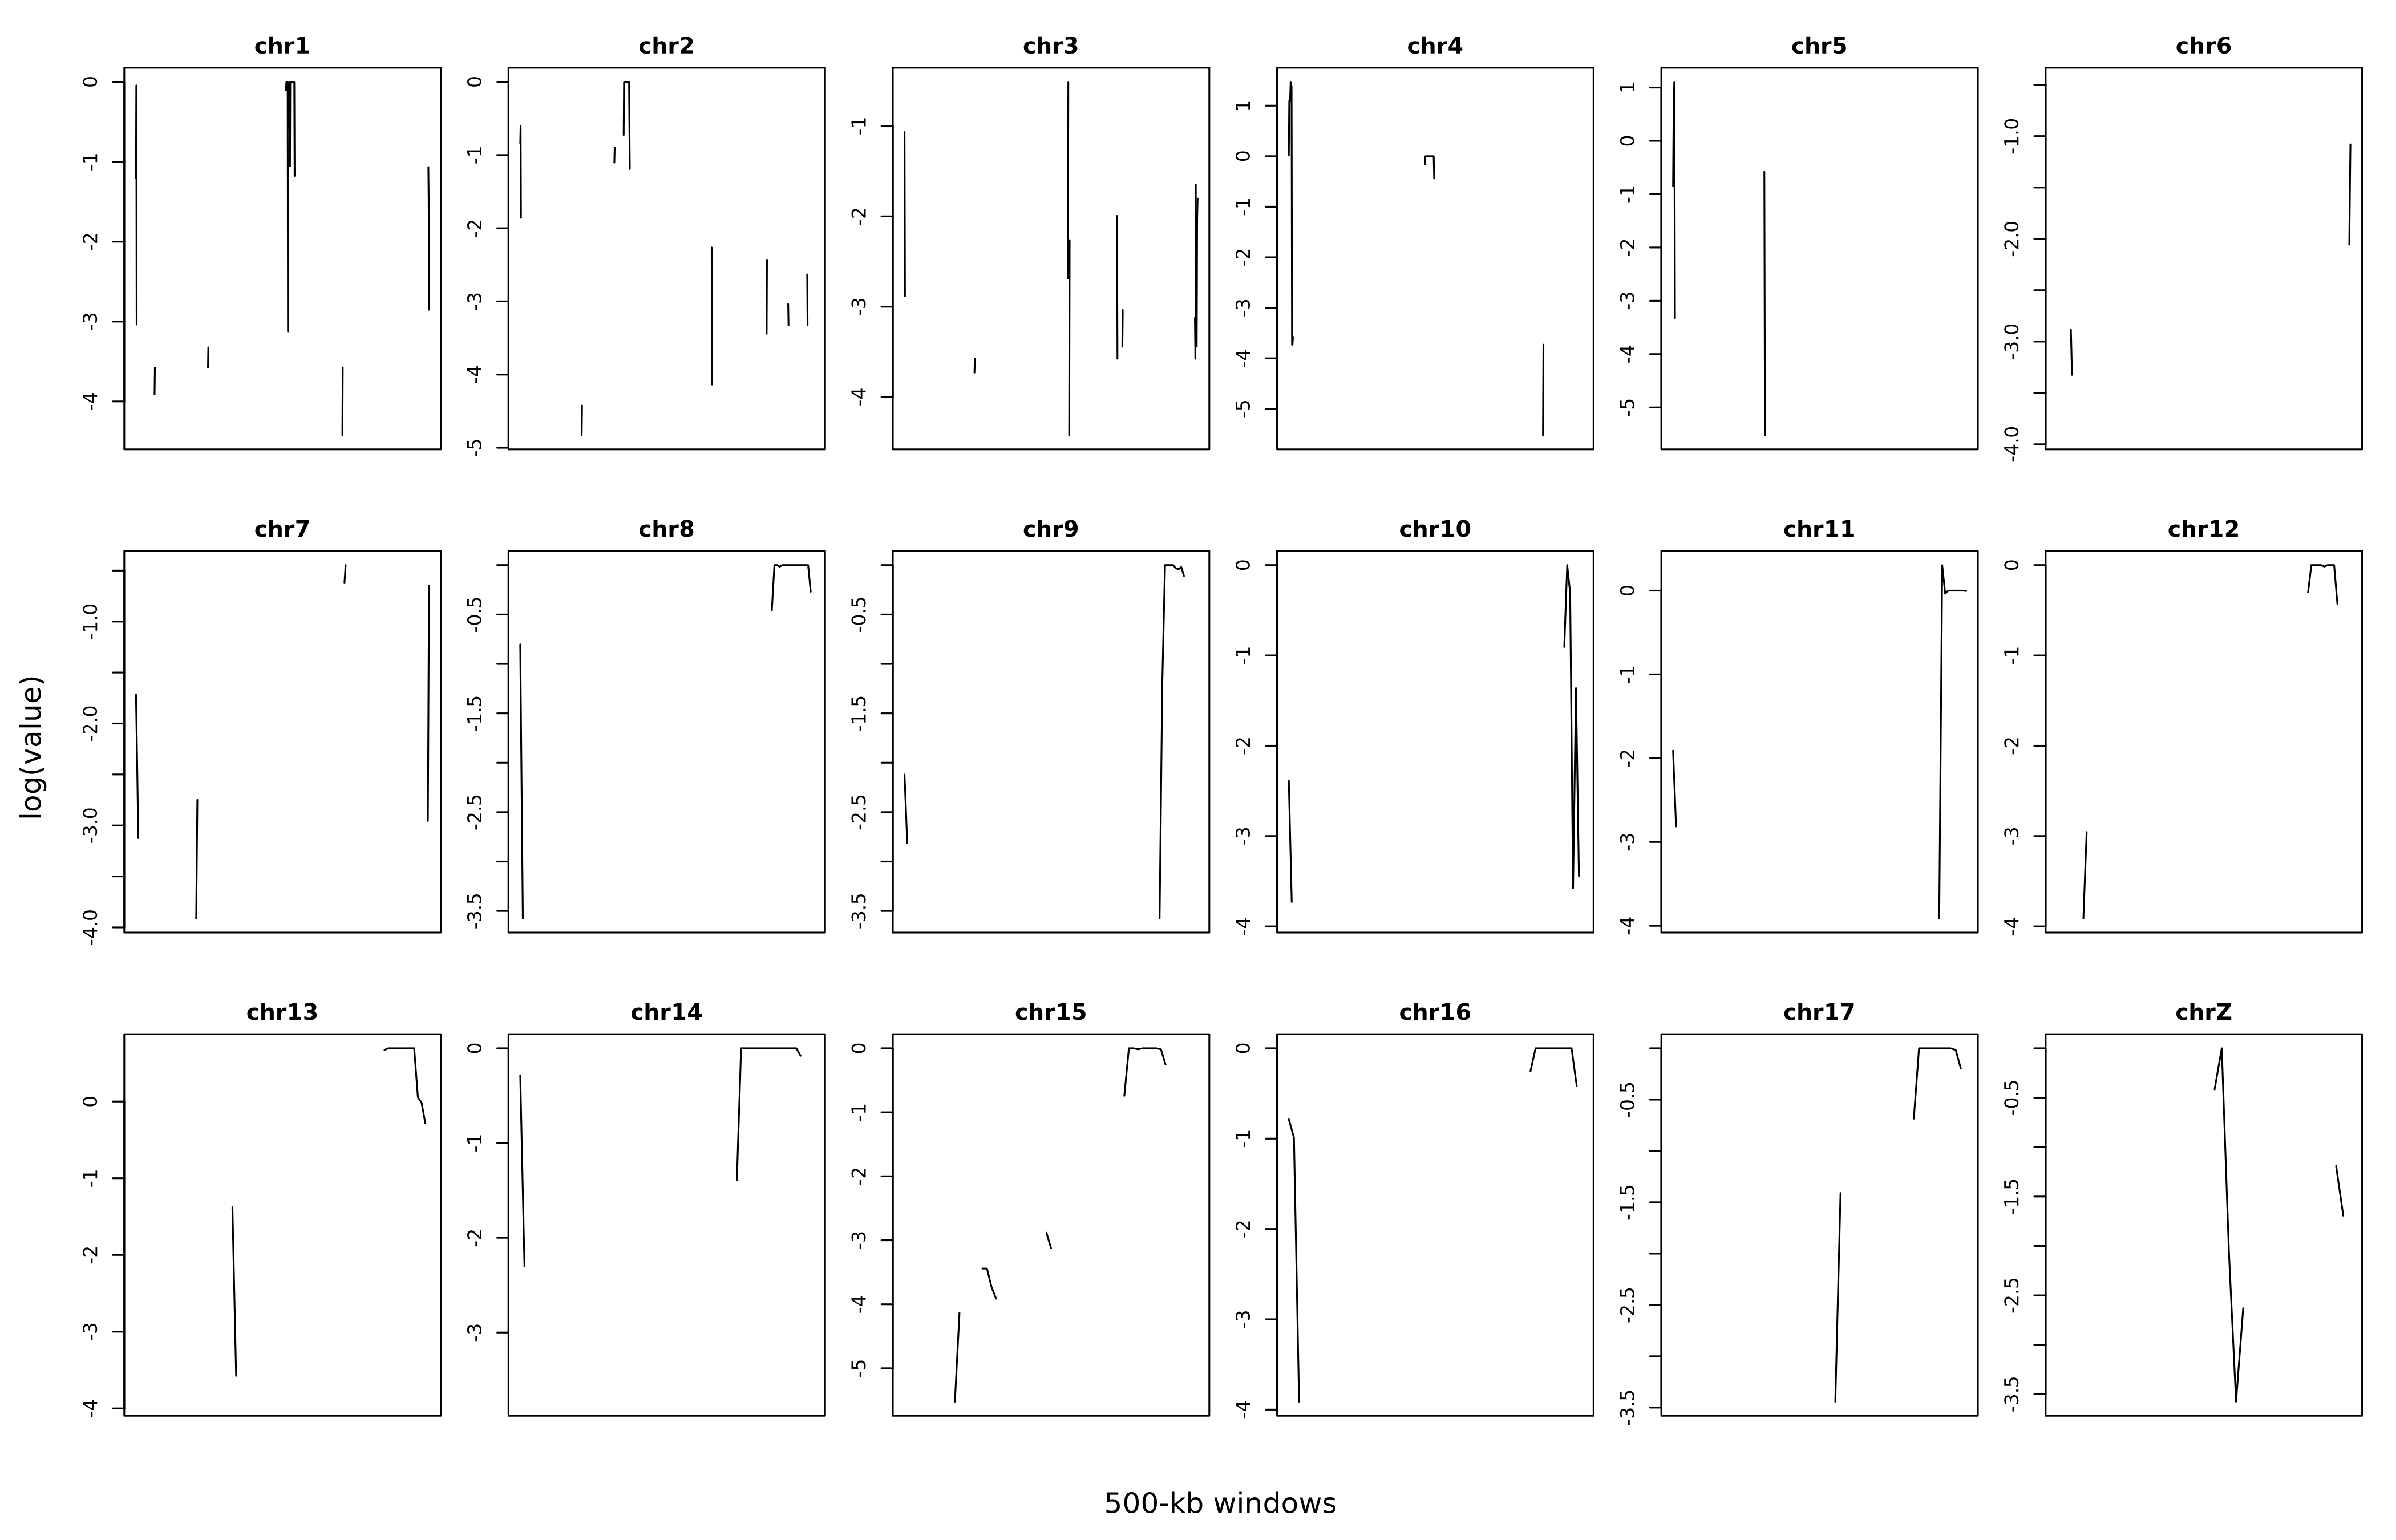 chr1 chr2 chr3 chr4 chr5 chr6
0 -1 -2 -3 -4
0 -1 -2 -3 -4 -5
-1 -2 -3 -4
1 0 -1 -2 -3 -4 -5
1 0 -1 -2 -3 -4 -5
-1.0 -2.0 -3.0 -4.0
chr7 chr8 chr9 chr10 chr11 chr12
-1.0 -2.0 -3.0 -4.0
-0.5 -1.5 -2.5 -3.5
-0.5 -1.5 -2.5 -3.5
0 -1 -2 -3 -4
0 -1 -2 -3 -4
0 -1 -2 -3 -4
log(value)
chr13 chr14 chr15 chr16 chr17 chrZ
0 -1 -2 -3 -4
0 -1 -2 -3
0 -1 -2 -3 -4 -5
0 -1 -2 -3 -4
-0.5 -1.5 -2.5 -3.5
-0.5 -1.5 -2.5 -3.5
500-kb windows